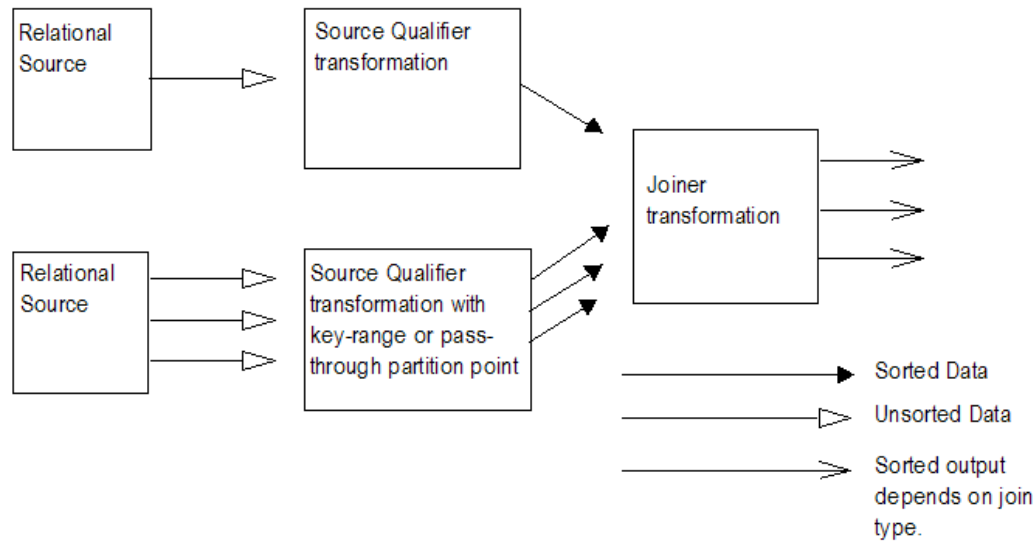 Relational
Source
Source Qualifier
transformation
Joiner
transformation
Relational
Source
Source Qualifier
transformation with
key-range or pass-
through partition point
Sorted Data
Unsorted Data
Sorted output
depends on join
type.